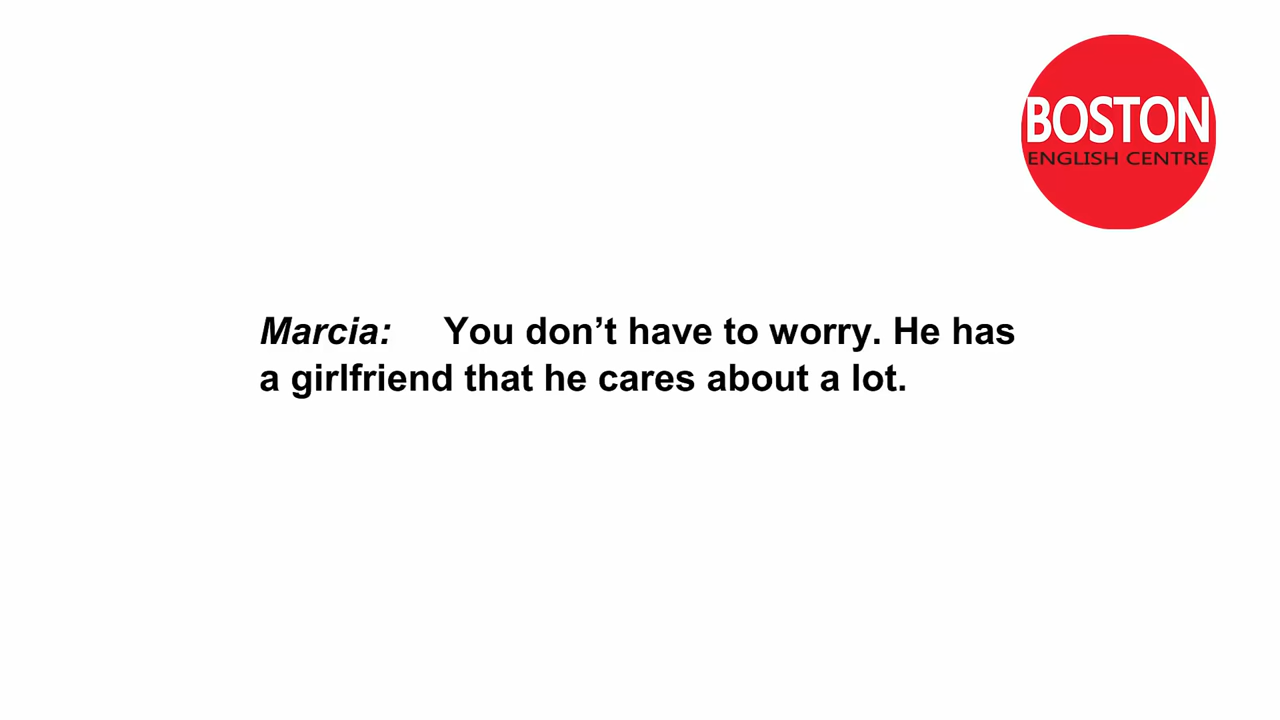 BOSTON
ENGLISH CENTRE
Marcia: You don’t have to worry. He has
a girlfriend that he cares about a lot.